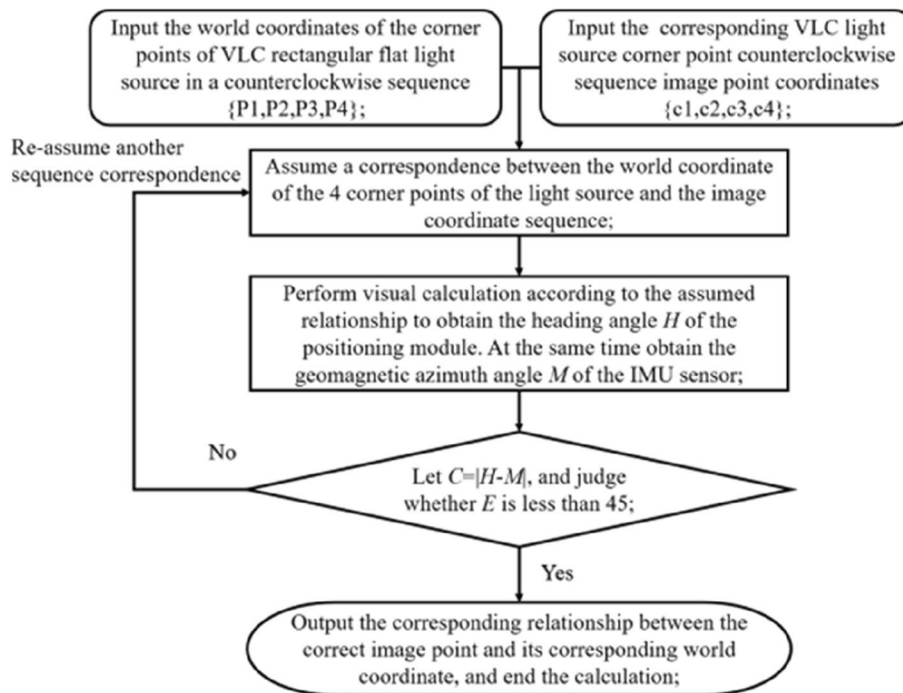 Input the world coordinates of the corner
points of VLC rectangular flat light
source in a counterclockwise sequence
{P1,P2,P3,P4};
Input the corresponding VLC light
source corner point counterclockwise
sequence image point coordinates
{c1,c2,c3,c4};
Re-assume another
sequence correspondence
Assume a correspondence between the world coordinate
of the 4 corner points of the light source and the image
coordinate sequence;
Perform visual calculation according to the assumed
relationship to obtain the heading angle H of the
positioning module. At the same time obtain the
geomagnetic azimuth angle M of the IMU sensor;
No
Let C=|H-M|, and judge
whether E is less than 45;
Yes
Output the corresponding relationship between the
correct image point and its corresponding world
coordinate, and end the calculation;